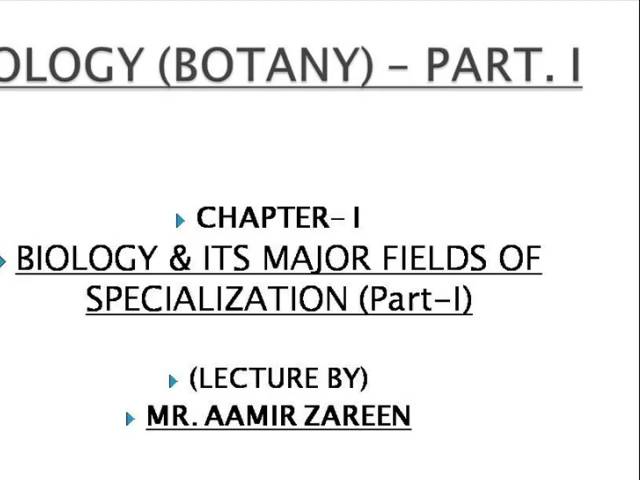 OLOGY (BOTANY) – PART. I
CHAPTER– I
BIOLOGY & ITS MAJOR FIELDS OF
SPECIALIZATION (Part–I)
(LECTURE BY)
MR. AAMIR ZAREEN